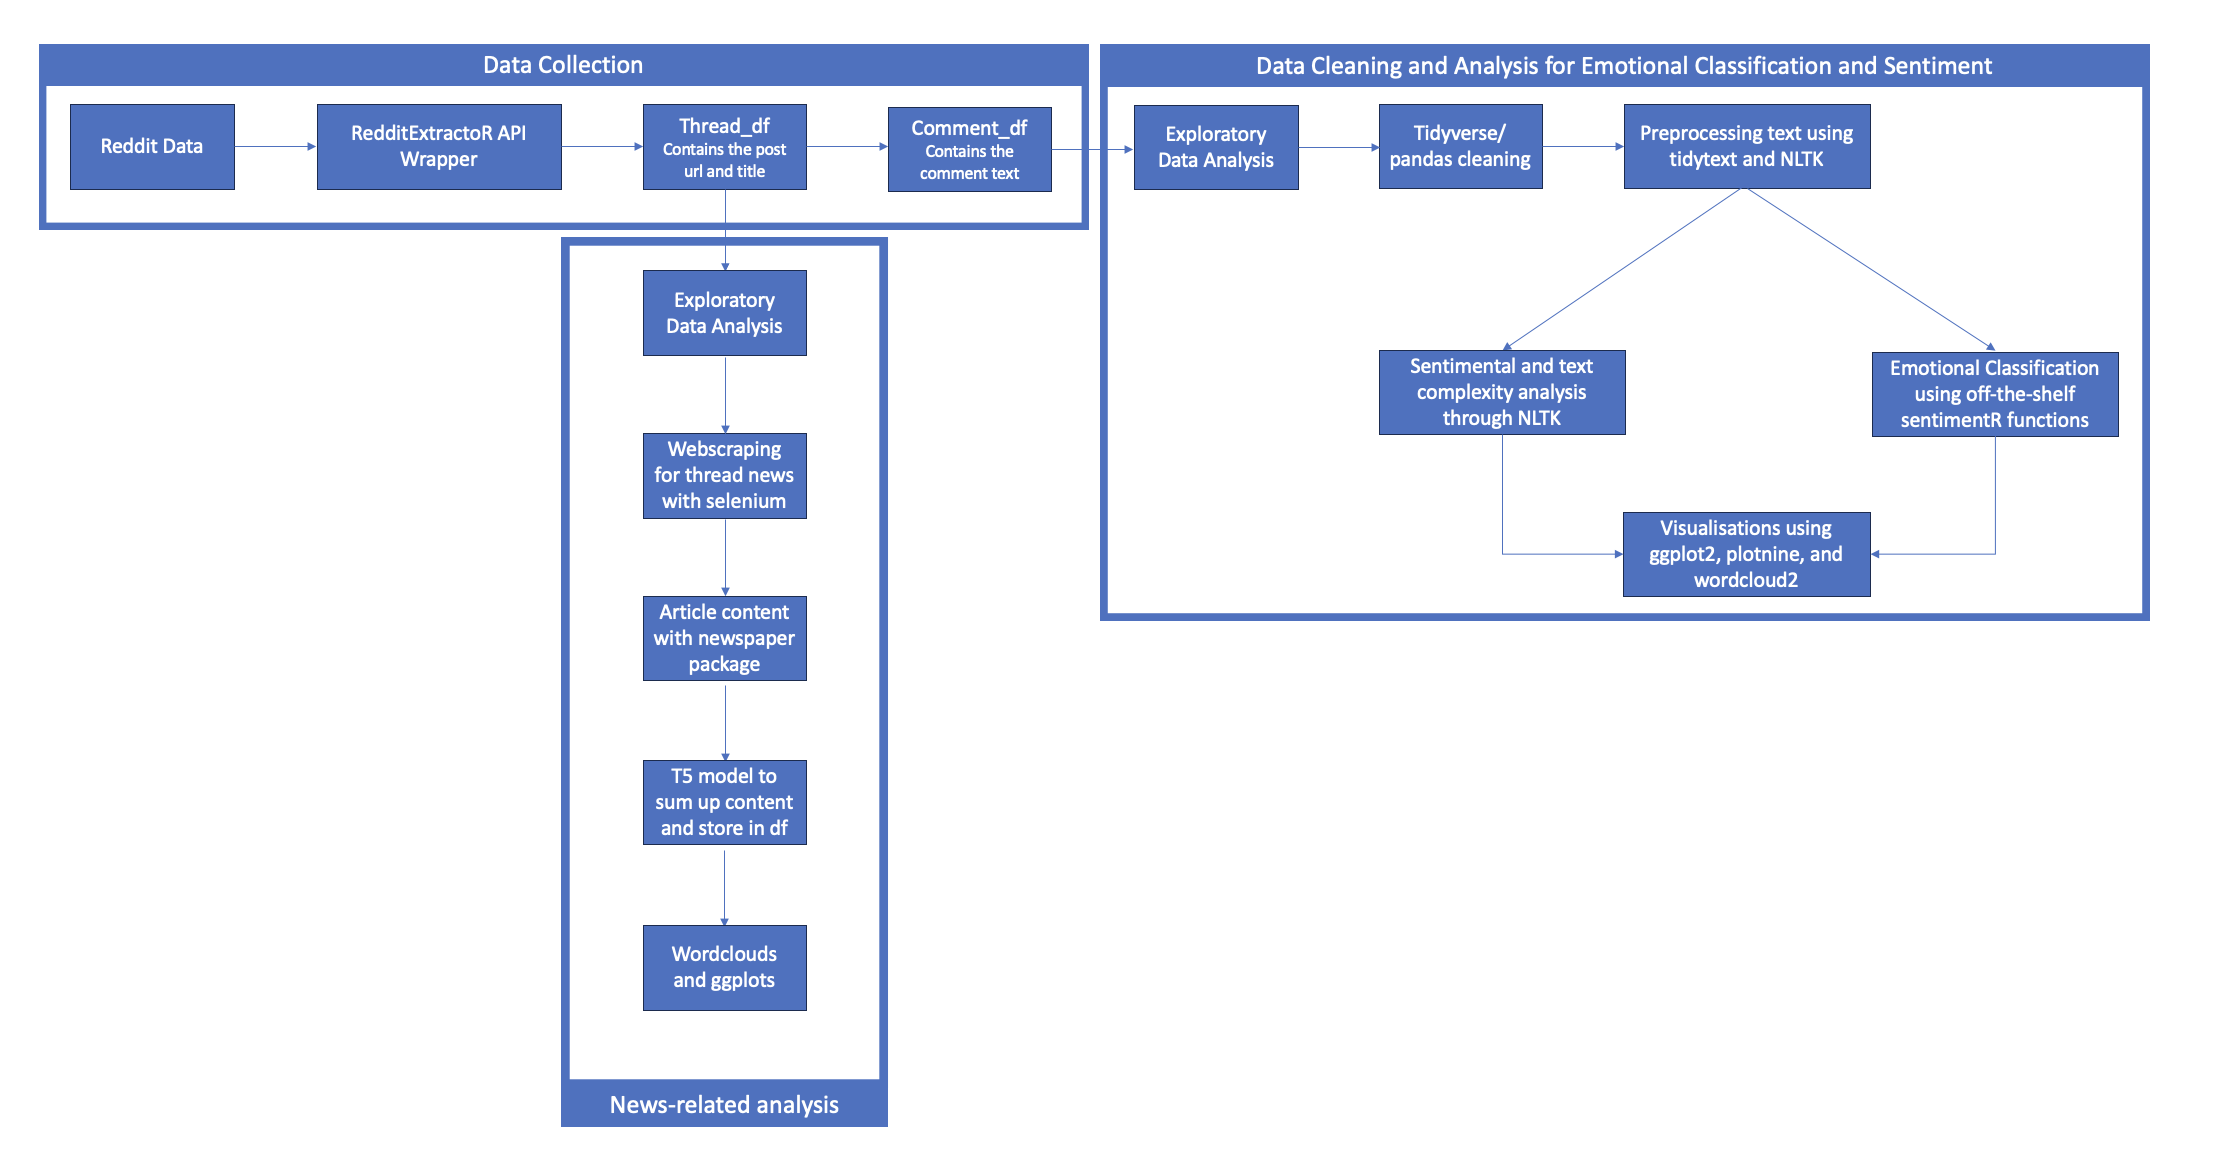 Data Collection
Reddit Data
RedditExtractoR API
Wrapper
Thread_df
Contains the post
url and title
Comment_df
Contains the
comment text
Data Cleaning and Analysis for Emotional Classification and Sentiment
Exploratory
Data Analysis
Tidyverse/
pandas cleaning
Preprocessing text using
tidytext and NLTK
Sentimental and text
complexity analysis
through NLTK
Emotional Classification
using off-the-shelf
sentimentR functions
Visualisations using
ggplot2, plotnine, and
wordcloud2
Exploratory
Data Analysis
Webscraping
for thread news
with selenium
Article content
with newspaper
package
T5 model to
sum up content
and store in df
Wordclouds
and ggplots
News-related analysis